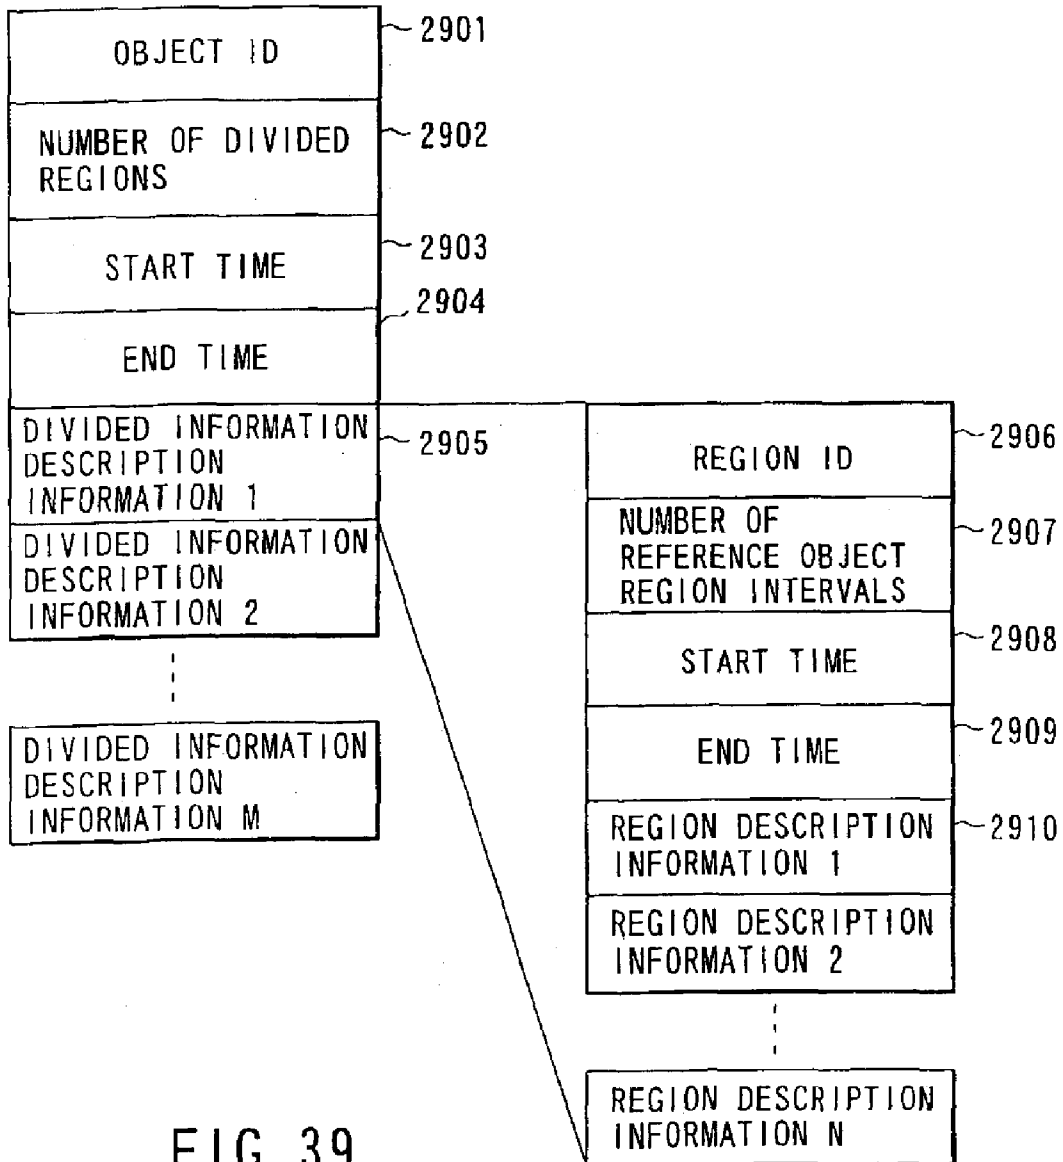 OBJECT ID
2901
NUMBER OF DIVIDED
REGIONS
2902
START TIME
2903
END TIME
2904
DIVIDED INFORMATION
DESCRIPTION
INFORMATION 1
2905
DIVIDED INFORMATION
DESCRIPTION
INFORMATION 2
DIVIDED INFORMATION
DESCRIPTION
INFORMATION M
REGION ID
2906
NUMBER OF
REFERENCE OBJECT
REGION INTERVALS
2907
START TIME
2908
END TIME
2909
REGION DESCRIPTION
INFORMATION 1
2910
REGION DESCRIPTION
INFORMATION 2
REGION DESCRIPTION
INFORMATION N
FIG. 39